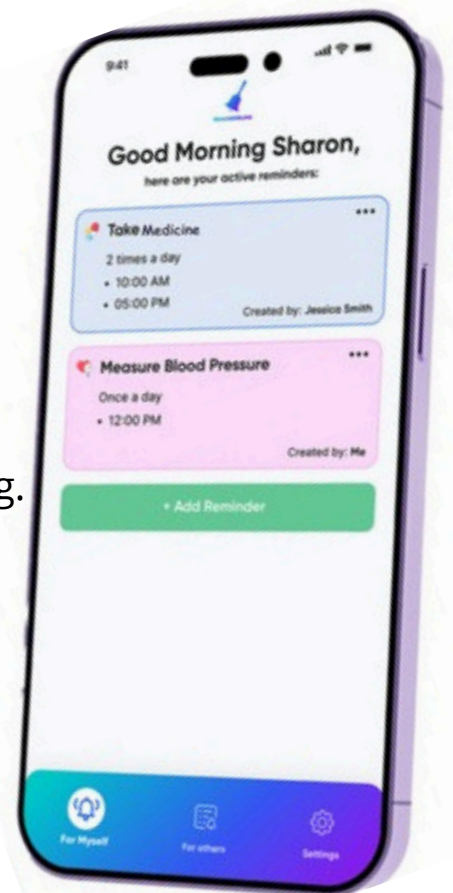 9:41
Good Morning Sharon,
here are your active reminders:
Take Medicine
2 times a day
• 10:00 AM
• 05:00 PM
Created by: Jessica Smith
Measure Blood Pressure
Once a day
• 12:00 PM
Created by: Me
g.
+ Add Reminder
For Myself
For others
Settings